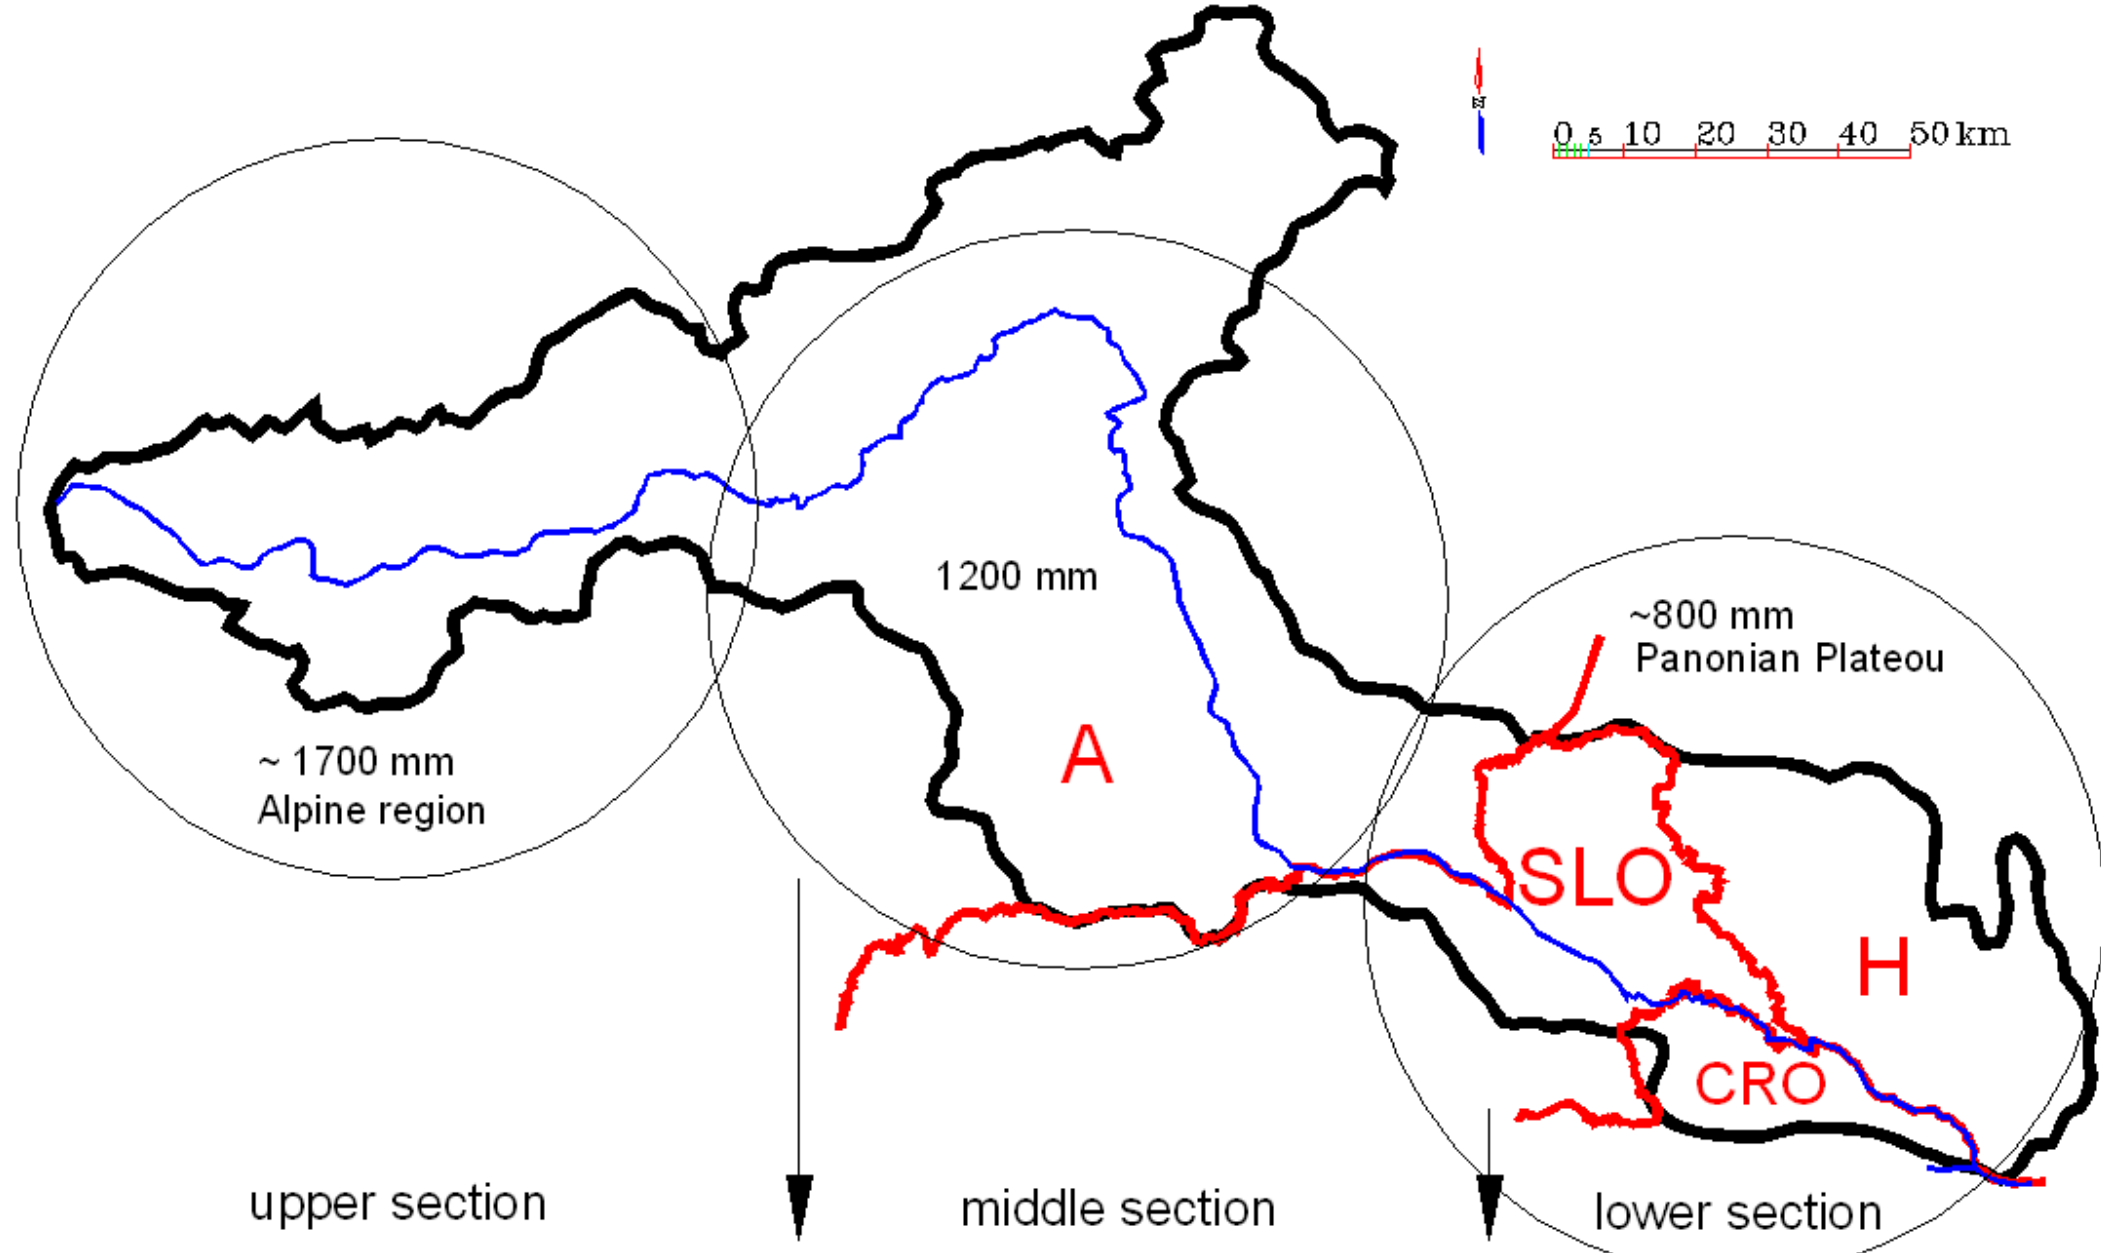 0 5 10 20 30 40 50 km
1200 mm
~800 mm
Panonian Plateou
A
~ 1700 mm
Alpine region
SLO
H
CRO
upper section
middle section
lower section